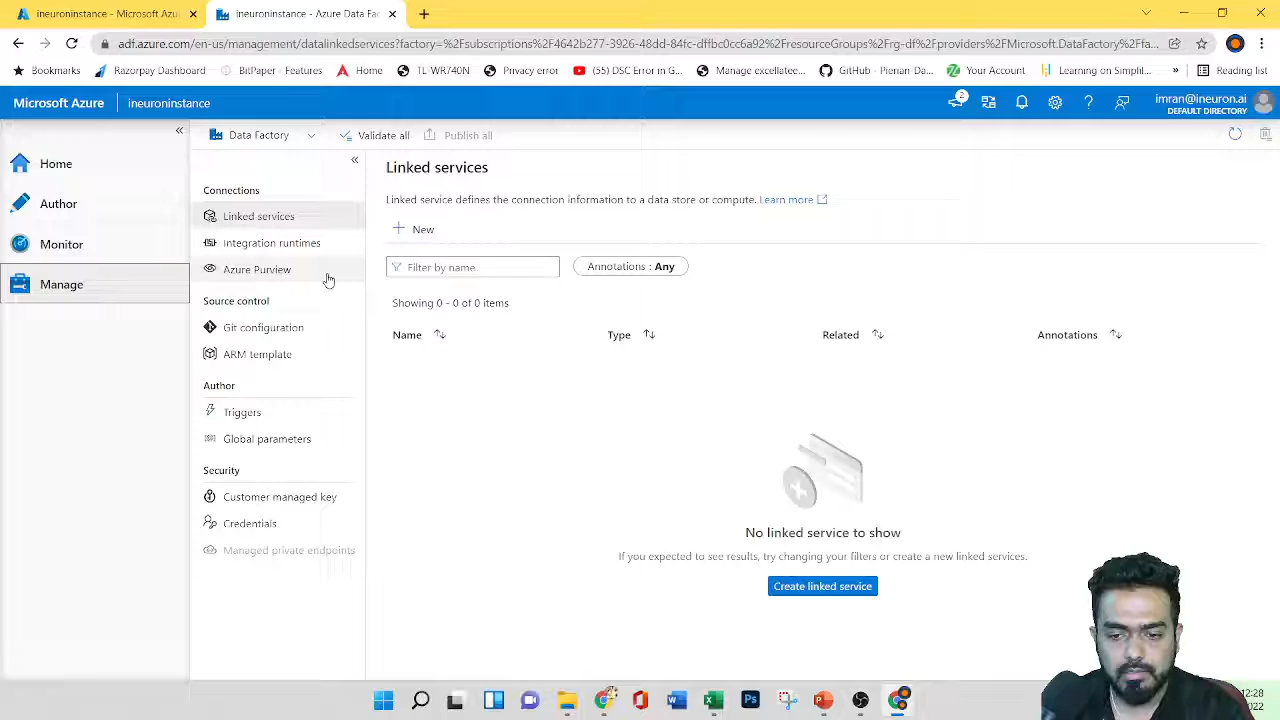 ineuroninstance - Microsoft Azu
ineuroninstance - Azure Data Fac
adf.azure.com/en-us/management/datalinkedservices?factory=%2Fsubscriptions%2F4642b277-3926-48dd-84fc-dffbc0cc6a92%2FresourceGroups%2Frg-df%2Fproviders%2FMicrosoft.DataFactory%2Ffa...
Bookmarks
Razorpay Dashboard
BitPaper - Feature
Home
TL-WR740N
Privacy error
(55) DSC Error in G...
Manage exceltee...
GitHub - Pierian-Da...
Your Account
Learning on Simplil...
»
Reading list
Microsoft Azure
ineuroninstance
2
imran@ineuron.ai
DEFAULT DIRECTORY
«
Data Factory
Validate all
Publish all
Home
Author
Monitor
Manage
«
Connections
Linked services
Integration runtimes
Azure Purview
Source control
Git configuration
ARM template
Author
Triggers
Global parameters
Security
Customer managed key
Credentials
Managed private endpoints
Linked services
Linked service defines the connection information to a data store or compute. Learn more
New
Filter by name
Annotations : Any
Showing 0 - 0 of 0 items
Name
Type
Related
Annotations
No linked service to show
If you expected to see results, try changing your filters or create a new linked services.
Create linked service
W
X
Ps
P
12:28
2022